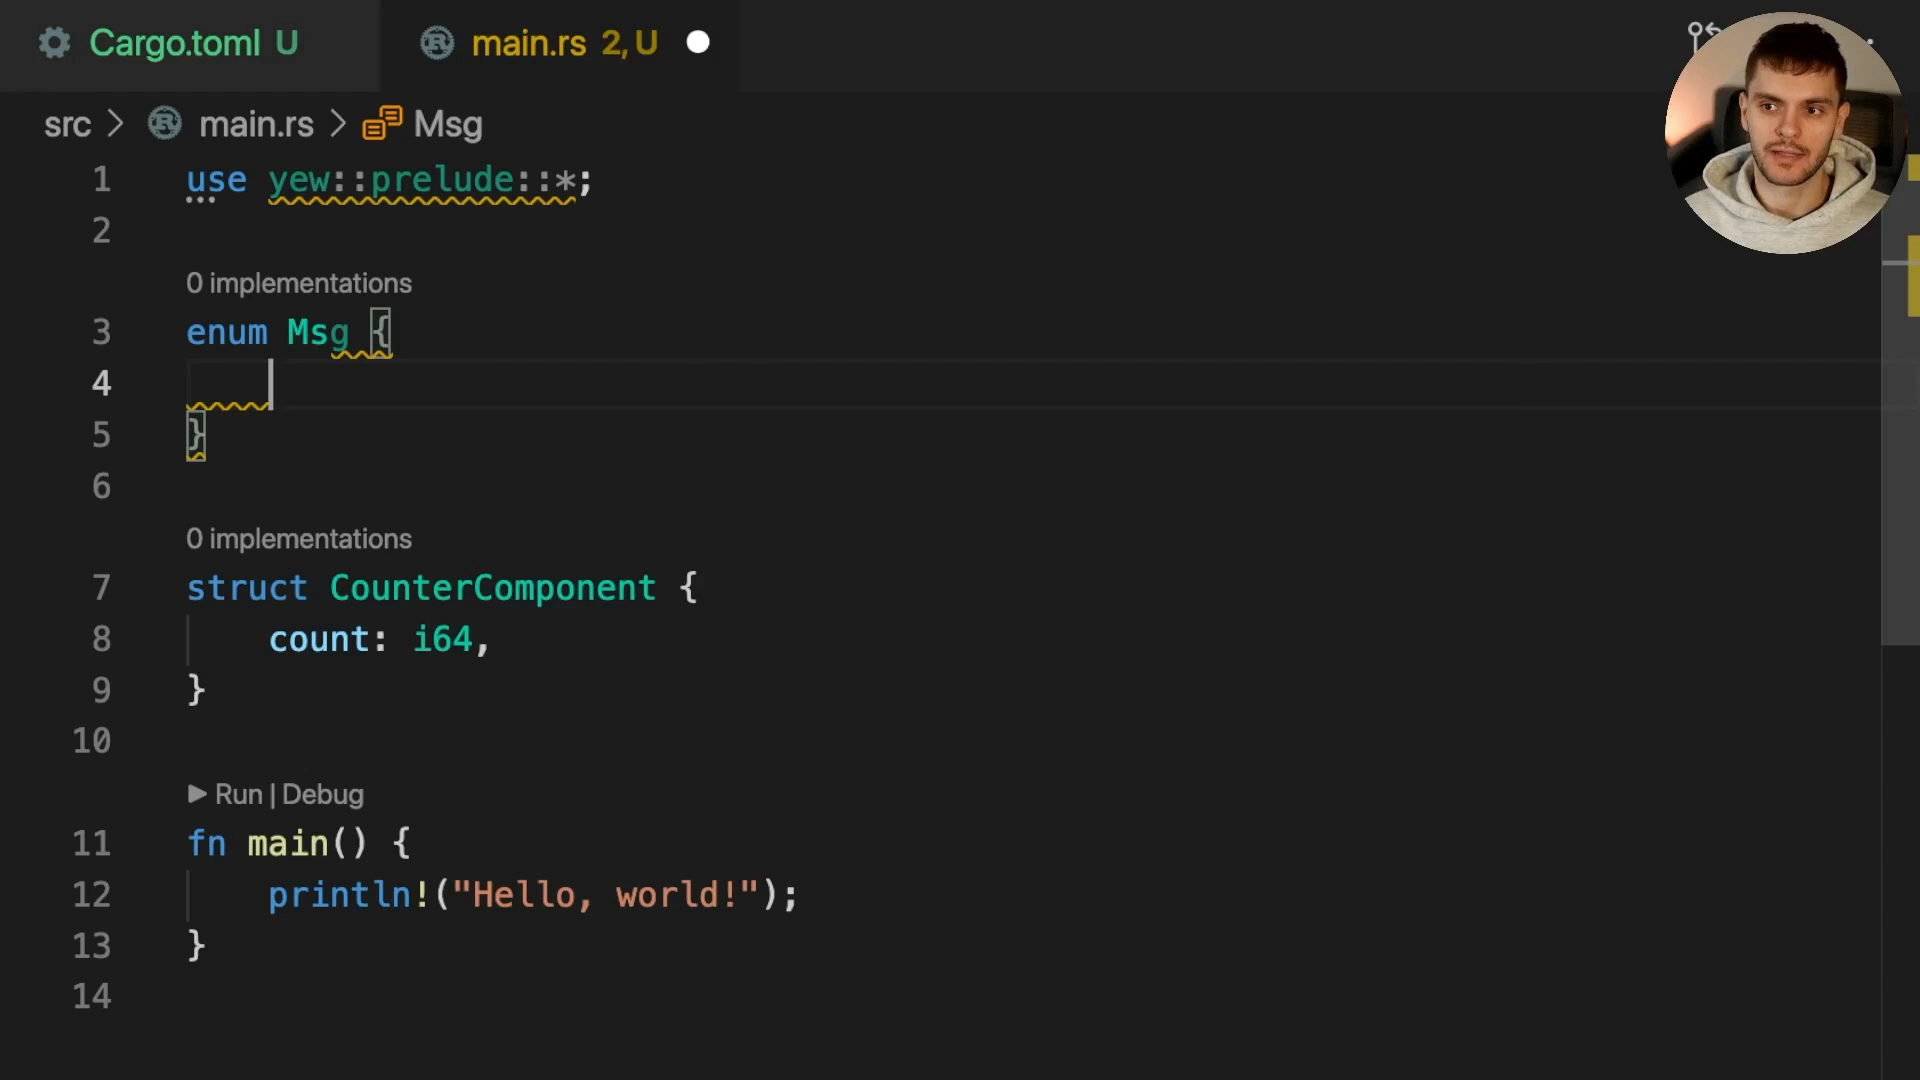 Cargo.toml U
main.rs 2, U
src > main.rs > Msg
1 use yew::prelude::*;
2
0 implementations
3 enum Msg {
4
5 }
6
0 implementations
7 struct CounterComponent {
8 count: i64,
9 }
10
▶ Run | Debug
11 fn main() {
12 println!("Hello, world!");
13 }
14